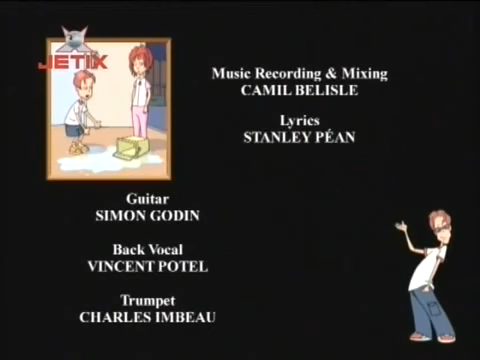 JETIX
Music Recording & Mixing
CAMIL BELISLE
Lyrics
STANLEY PÉAN
Guitar
SIMON GODIN
Back Vocal
VINCENT POTEL
Trumpet
CHARLES IMBEAU